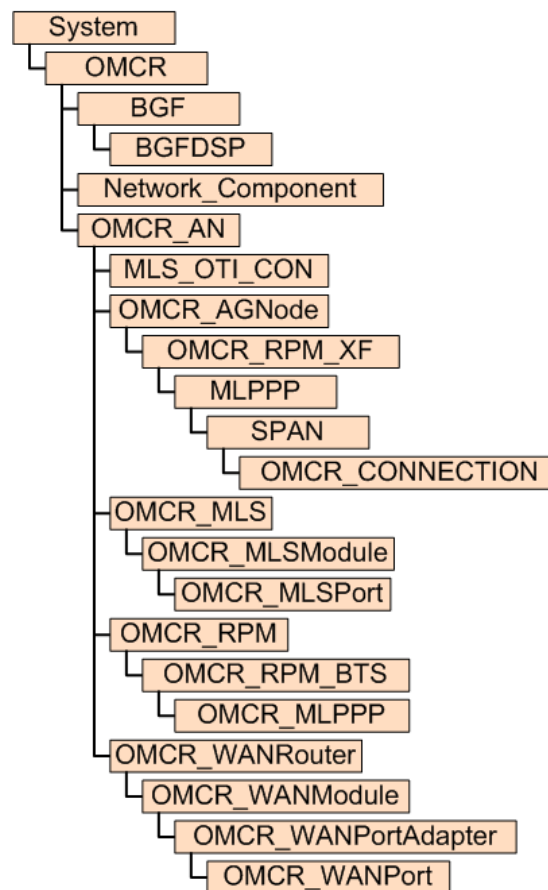 System
OMCR
BGF
BGFDSP
Network_Component
OMCR_AN
MLS_OTI_CON
OMCR_AGNode
OMCR_RPM_XF
MLPPP
SPAN
OMCR_CONNECTION
OMCR_MLS
OMCR_MLSModule
OMCR_MLSPort
OMCR_RPM
OMCR_RPM_BTS
OMCR_MLPPP
OMCR_WANRouter
OMCR_WANModule
OMCR_WANPortAdapter
OMCR_WANPort